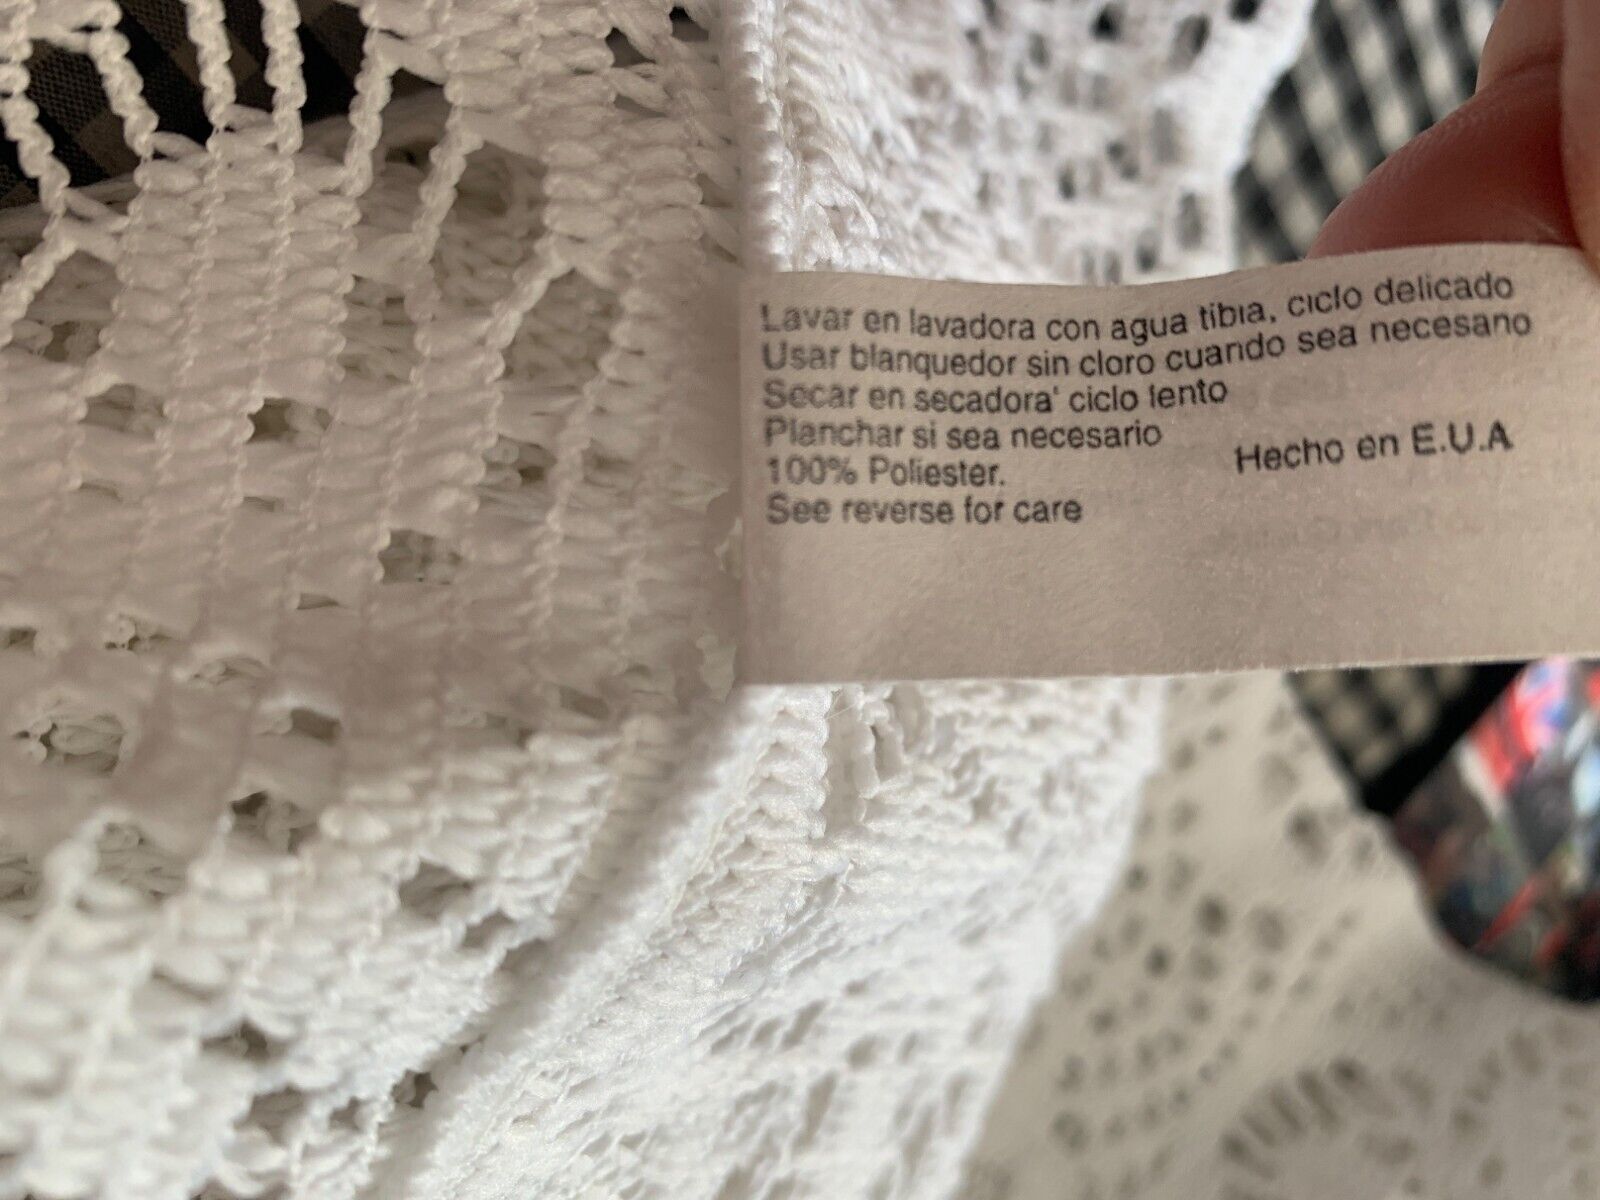 Lavar en lavadora con agua tibia, ciclo delicado
Usar blanquedor sin cloro cuando sea necesano
Secar en secadora' ciclo lento
Planchar si sea necesario
100% Poliester.
Hecho en E.U.A
See reverse for care